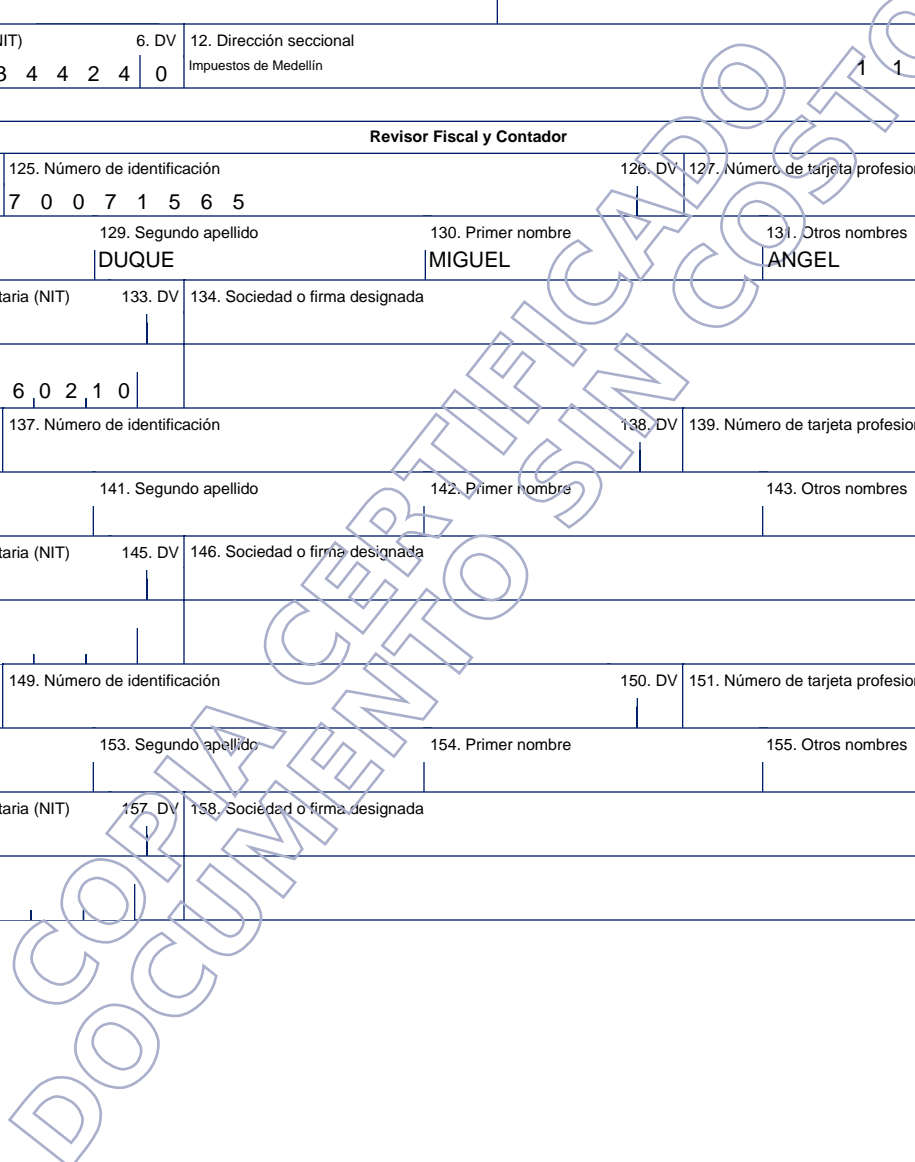 NIT) 6. DV 12. Dirección seccional
3 4 4 2 4 0 Impuestos de Medellín 1 1
Revisor Fiscal y Contador
125. Número de identificación 126. DV 127. Número de tarjeta profesion
7 0 0 7 1 5 6 5
129. Segundo apellido 130. Primer nombre 131. Otros nombres
DUQUE MIGUEL ANGEL
taria (NIT) 133. DV 134. Sociedad o firma designada
6 0 2 1 0
137. Número de identificación 138. DV 139. Número de tarjeta profesion
141. Segundo apellido 142. Primer nombre 143. Otros nombres
taria (NIT) 145. DV 146. Sociedad o firma designada
149. Número de identificación 150. DV 151. Número de tarjeta profesion
153. Segundo apellido 154. Primer nombre 155. Otros nombres
taria (NIT) 157. DV 158. Sociedad o firma designada
COPIA CERTIFICADO
DOCUMENTO SIN COSTO